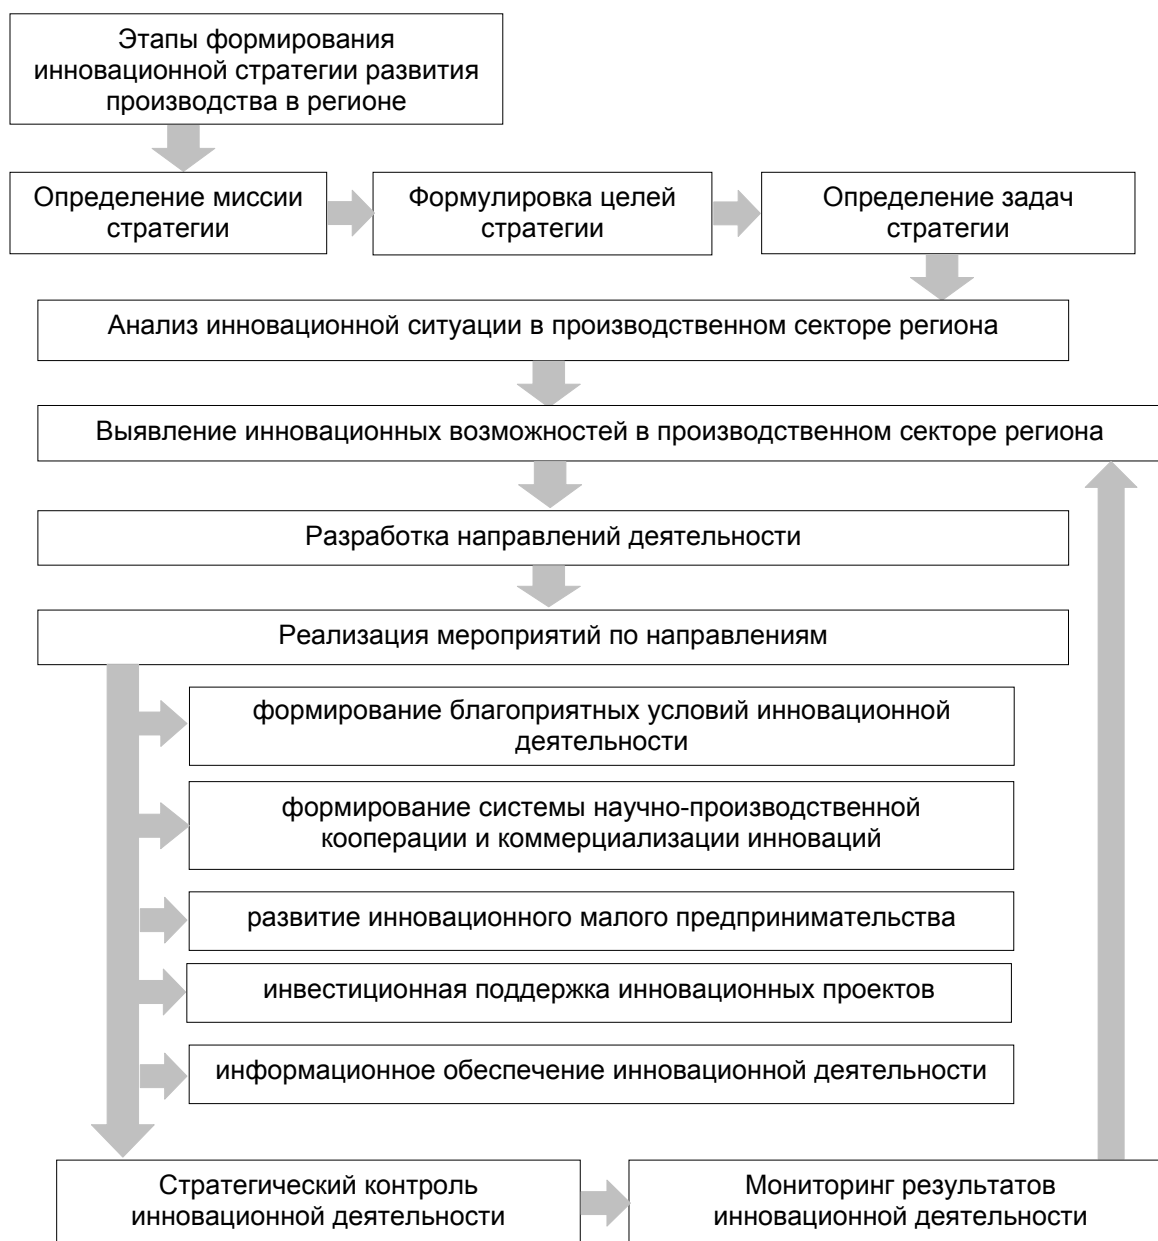 Этапы формирования
инновационной стратегии развития
производства в регионе
Определение миссии
стратегии
Формулировка целей
стратегии
Определение задач
стратегии
Анализ инновационной ситуации в производственном секторе региона
Выявление инновационных возможностей в производственном секторе региона
Разработка направлений деятельности
Реализация мероприятий по направлениям
формирование благоприятных условий инновационной
деятельности
формирование системы научно-производственной
кооперации и коммерциализации инноваций
развитие инновационного малого предпринимательства
инвестиционная поддержка инновационных проектов
информационное обеспечение инновационной деятельности
Стратегический контроль
инновационной деятельности
Мониторинг результатов
инновационной деятельности